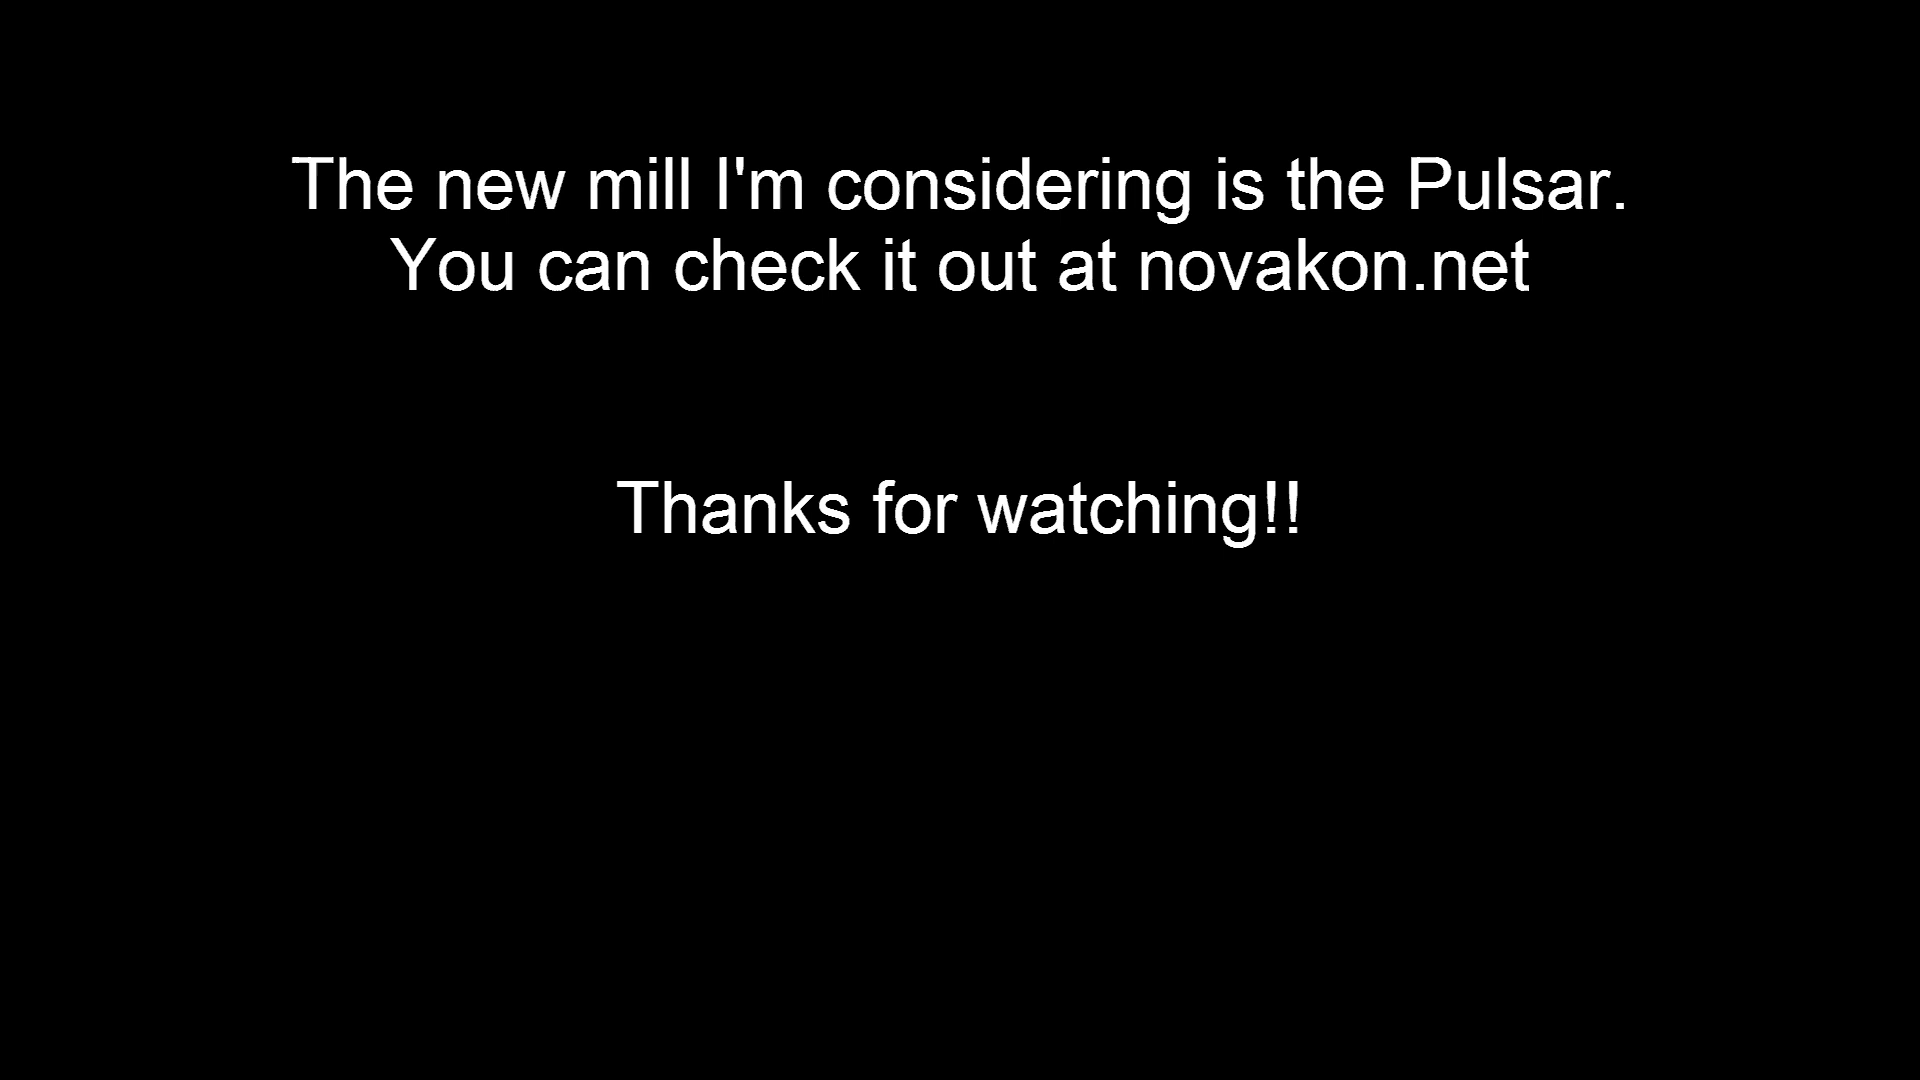 The new mill I'm considering is the Pulsar.
You can check it out at novakon.net
Thanks for watching!!